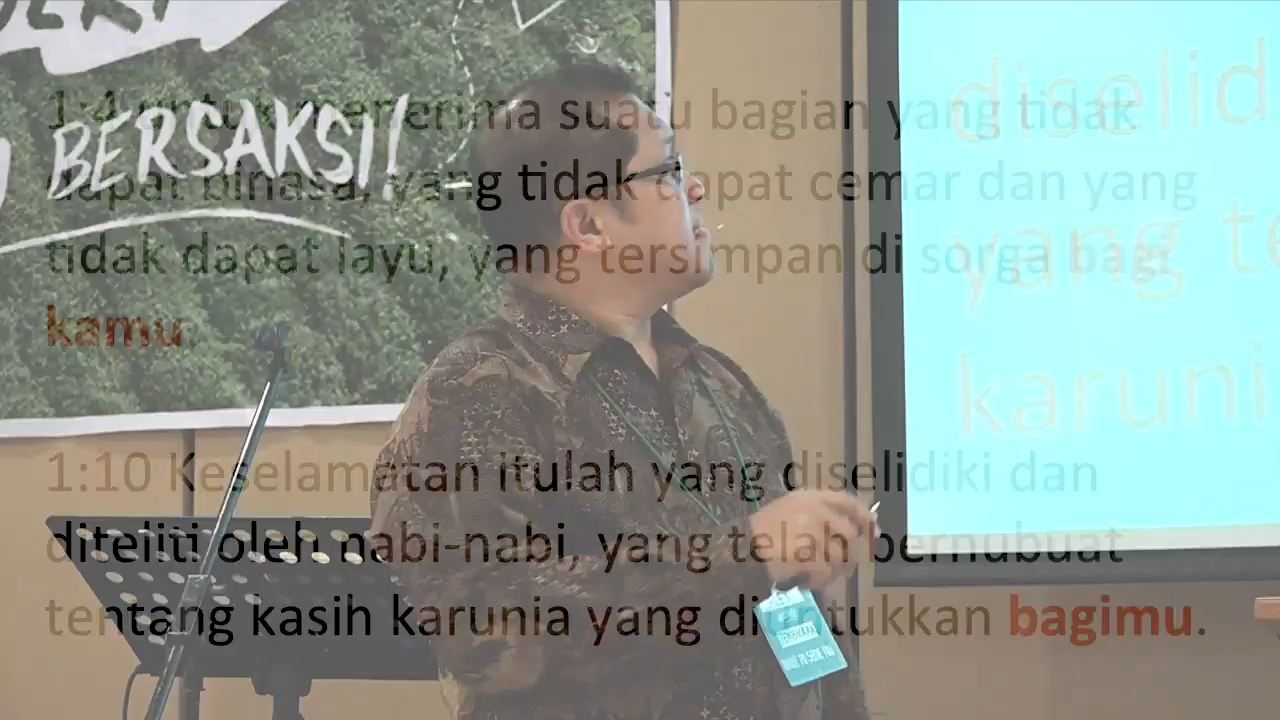 BERSAKSI!
1:4 untuk menerima suatu bagian yang tidak
dapat binasa, yang tidak dapat cemar dan yang
tidak dapat layu, yang tersimpan di sorga bagi
kamu
1:10 Keselamatan itulah yang diselidiki dan
diteliti oleh nabi-nabi, yang telah bernubuat
tentang kasih karunia yang diuntukkan bagimu.
diselid
yang te
karuni